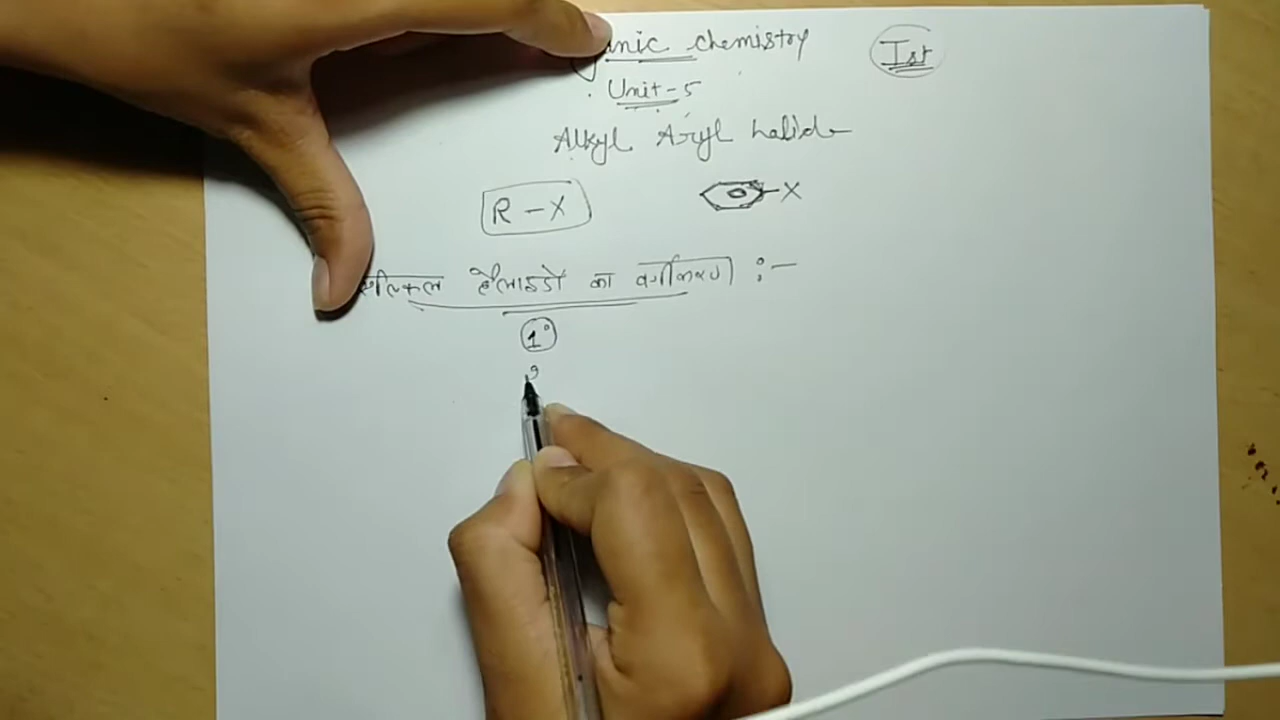 chemistry Ist
Unit-5
Alkyl Aryl halide
R-X X
हैलाइडो का वर्गीकरण :-
1°